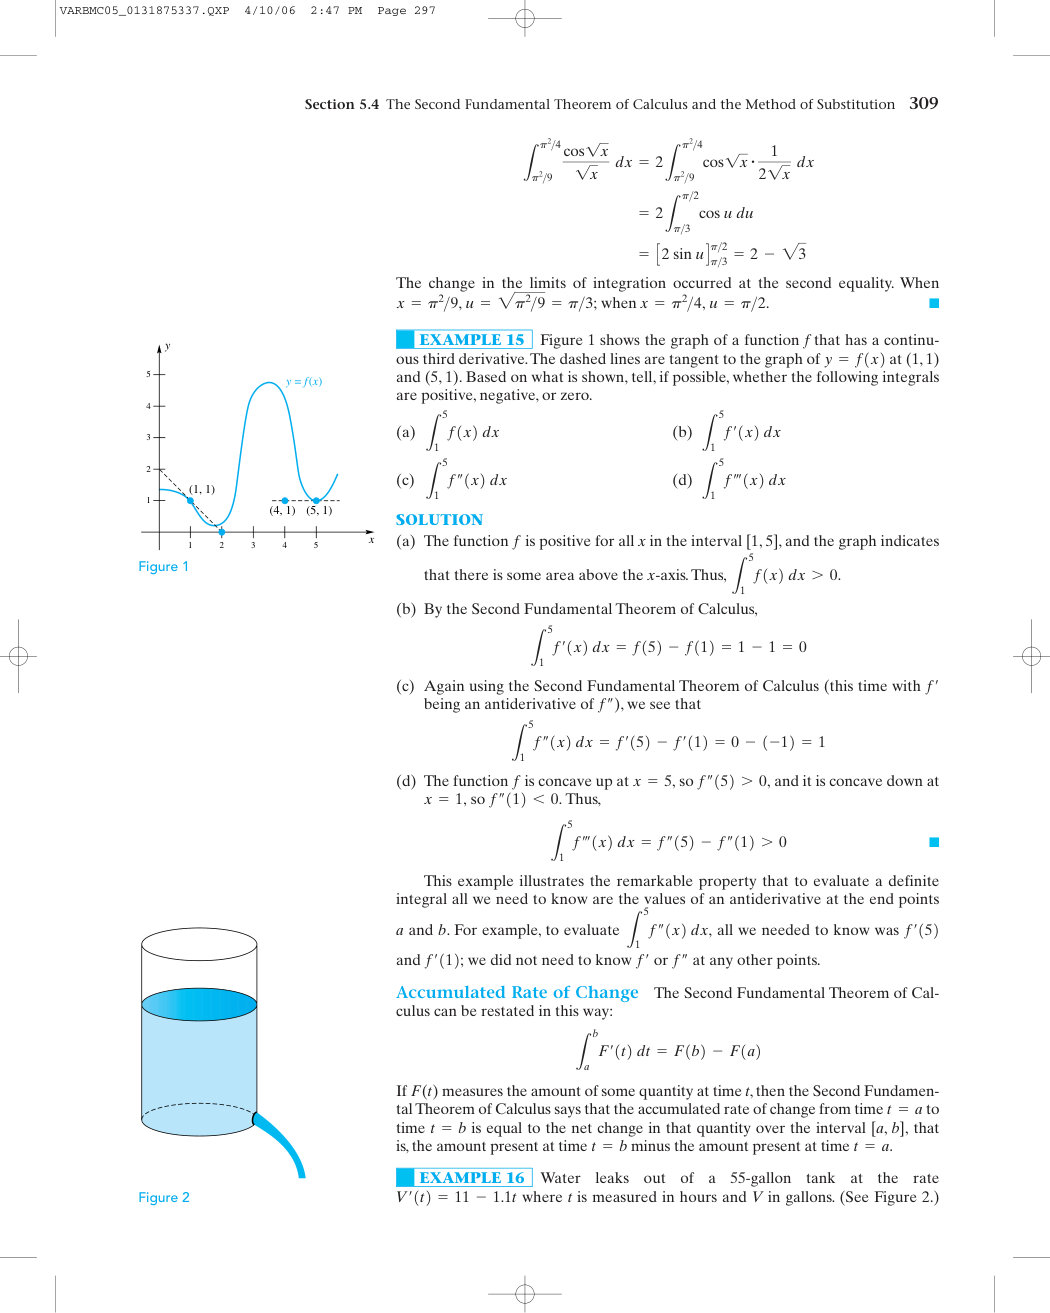 VARBMC05_0131875337.QXP 4/10/06 2:47 PM Page 297
Section 5.4 The Second Fundamental Theorem of Calculus and the Method of Substitution 309
∫_{π²/9}^{π²/4} cos√x / √x dx = 2 ∫_{π²/9}^{π²/4} cos√x · 1/(2√x) dx
= 2 ∫_{π/3}^{π/2} cos u du
= [2 sin u]_{π/3}^{π/2} = 2 − √3
The change in the limits of integration occurred at the second equality. When
x = π²/9, u = √(π²/9) = π/3; when x = π²/4, u = π/2.
EXAMPLE 15 Figure 1 shows the graph of a function f that has a continu-
ous third derivative. The dashed lines are tangent to the graph of y = f(x) at (1, 1)
and (5, 1). Based on what is shown, tell, if possible, whether the following integrals
are positive, negative, or zero.
(a) ∫_1^5 f(x) dx (b) ∫_1^5 f′(x) dx
(c) ∫_1^5 f″(x) dx (d) ∫_1^5 f‴(x) dx
y
5
4
3
2
1
y = f(x)
(1, 1)
(4, 1) (5, 1)
1 2 3 4 5 x
Figure 1
SOLUTION
(a) The function f is positive for all x in the interval [1, 5], and the graph indicates
that there is some area above the x-axis. Thus, ∫_1^5 f(x) dx > 0.
(b) By the Second Fundamental Theorem of Calculus,
∫_1^5 f′(x) dx = f(5) − f(1) = 1 − 1 = 0
(c) Again using the Second Fundamental Theorem of Calculus (this time with f′
being an antiderivative of f″), we see that
∫_1^5 f″(x) dx = f′(5) − f′(1) = 0 − (−1) = 1
(d) The function f is concave up at x = 5, so f″(5) > 0, and it is concave down at
x = 1, so f″(1) < 0. Thus,
∫_1^5 f‴(x) dx = f″(5) − f″(1) > 0
This example illustrates the remarkable property that to evaluate a definite
integral all we need to know are the values of an antiderivative at the end points
a and b. For example, to evaluate ∫_1^5 f″(x) dx, all we needed to know was f′(5)
and f′(1); we did not need to know f′ or f″ at any other points.
Accumulated Rate of Change The Second Fundamental Theorem of Cal-
culus can be restated in this way:
∫_a^b F′(t) dt = F(b) − F(a)
If F(t) measures the amount of some quantity at time t, then the Second Fundamen-
tal Theorem of Calculus says that the accumulated rate of change from time t = a to
time t = b is equal to the net change in that quantity over the interval [a, b], that
is, the amount present at time t = b minus the amount present at time t = a.
EXAMPLE 16 Water leaks out of a 55-gallon tank at the rate
V′(t) = 11 − 1.1t where t is measured in hours and V in gallons. (See Figure 2.)
Figure 2